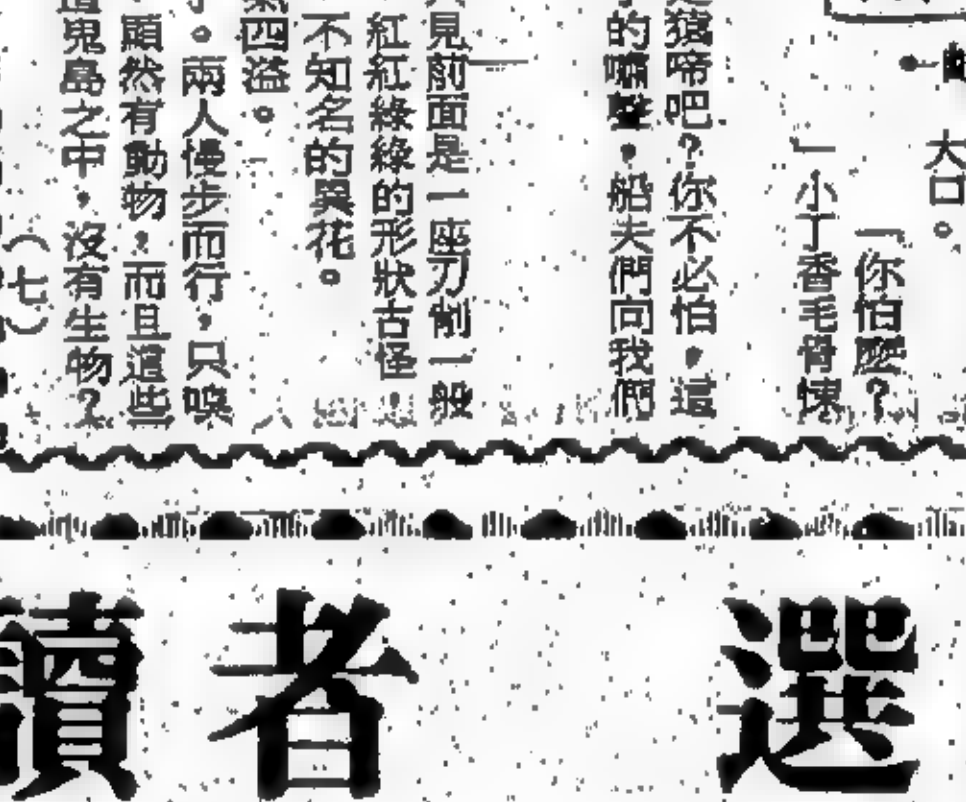 大口。
「你怕麼？
」小丁香毛骨悚
猿啼吧？你不必怕，這
的嘯聲，船夫們向我們
見前面是一座刀削一般
紅紅綠綠的形狀古怪，
不知名的異花。
四溢。
。兩人慢步而行，只嗅
顯然有動物，而且這些
鬼島之中，沒有生物？
（七）
讀者 選